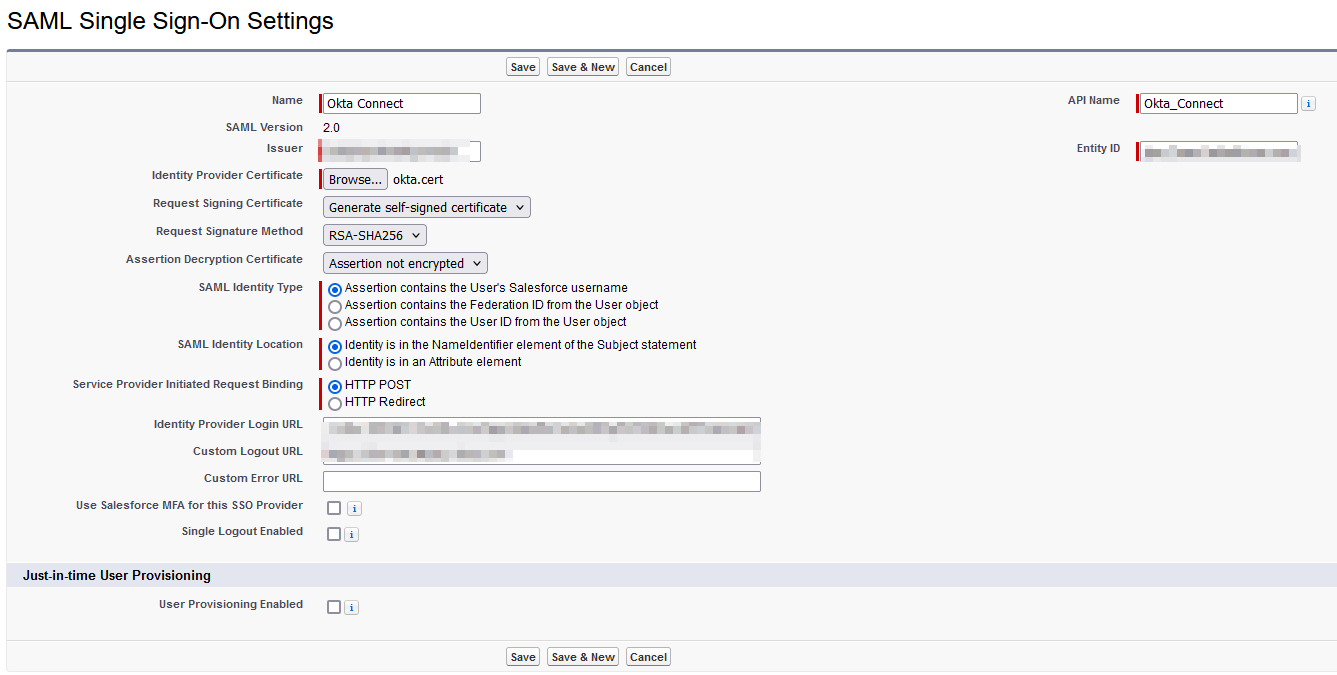 SAML Single Sign-On Settings
Save Save & New Cancel
Name Okta Connect API Name Okta_Connect i
SAML Version 2.0
Issuer Entity ID
Identity Provider Certificate Browse... okta.cert
Request Signing Certificate Generate self-signed certificate
Request Signature Method RSA-SHA256
Assertion Decryption Certificate Assertion not encrypted
SAML Identity Type Assertion contains the User's Salesforce username
Assertion contains the Federation ID from the User object
Assertion contains the User ID from the User object
SAML Identity Location Identity is in the NameIdentifier element of the Subject statement
Identity is in an Attribute element
Service Provider Initiated Request Binding HTTP POST
HTTP Redirect
Identity Provider Login URL
Custom Logout URL
Custom Error URL
Use Salesforce MFA for this SSO Provider i
Single Logout Enabled i
Just-in-time User Provisioning
User Provisioning Enabled i
Save Save & New Cancel